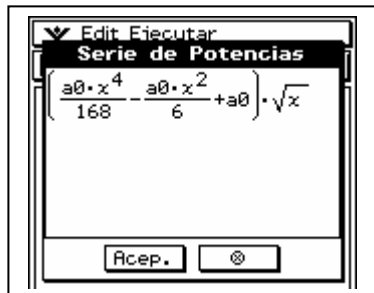 Edit Ejecutar
Serie de Potencias
(a0·x^4/168 - a0·x^2/6 + a0)·√x
Acep.